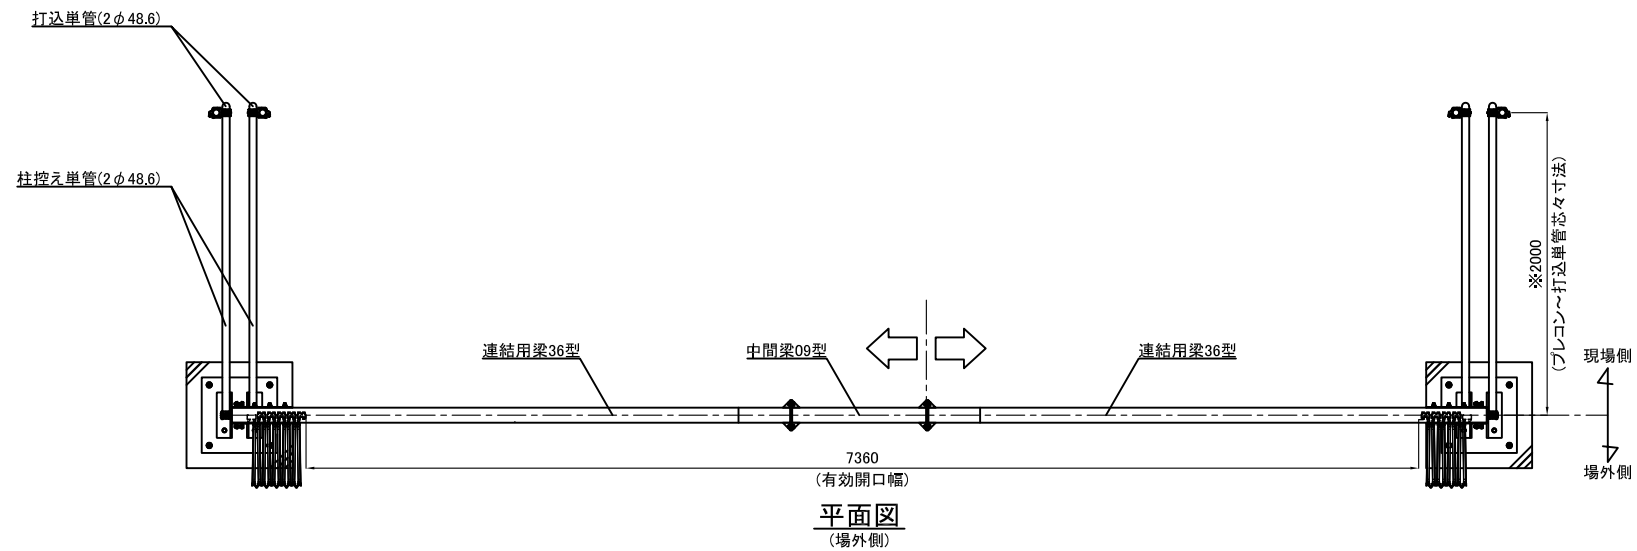 打込単管(2φ48.6)
柱控え単管(2φ48.6)
※2000
(プレコン～打込単管芯々寸法)
連結用梁36型
中間梁09型
連結用梁36型
現場側
場外側
7360
(有効開口幅)
平面図
(場外側)